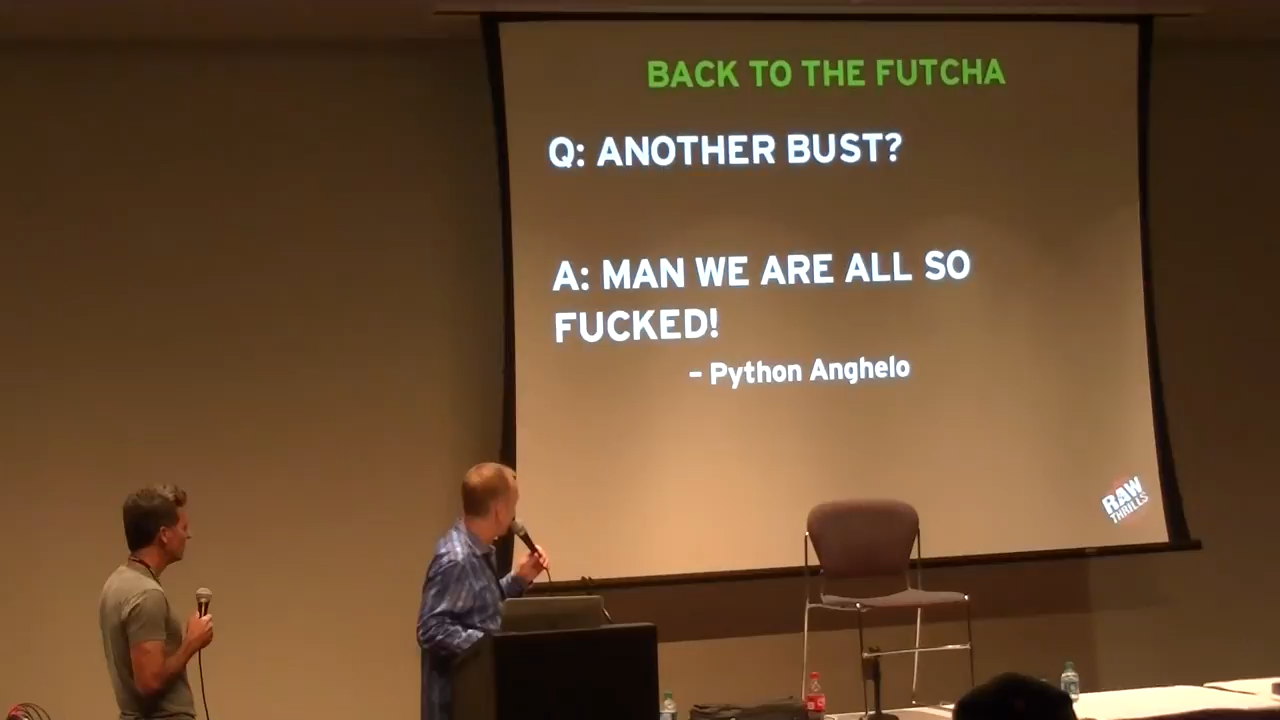 BACK TO THE FUTCHA
Q: ANOTHER BUST?
A: MAN WE ARE ALL SO
FUCKED!
– Python Anghelo
RAW
THRILLS